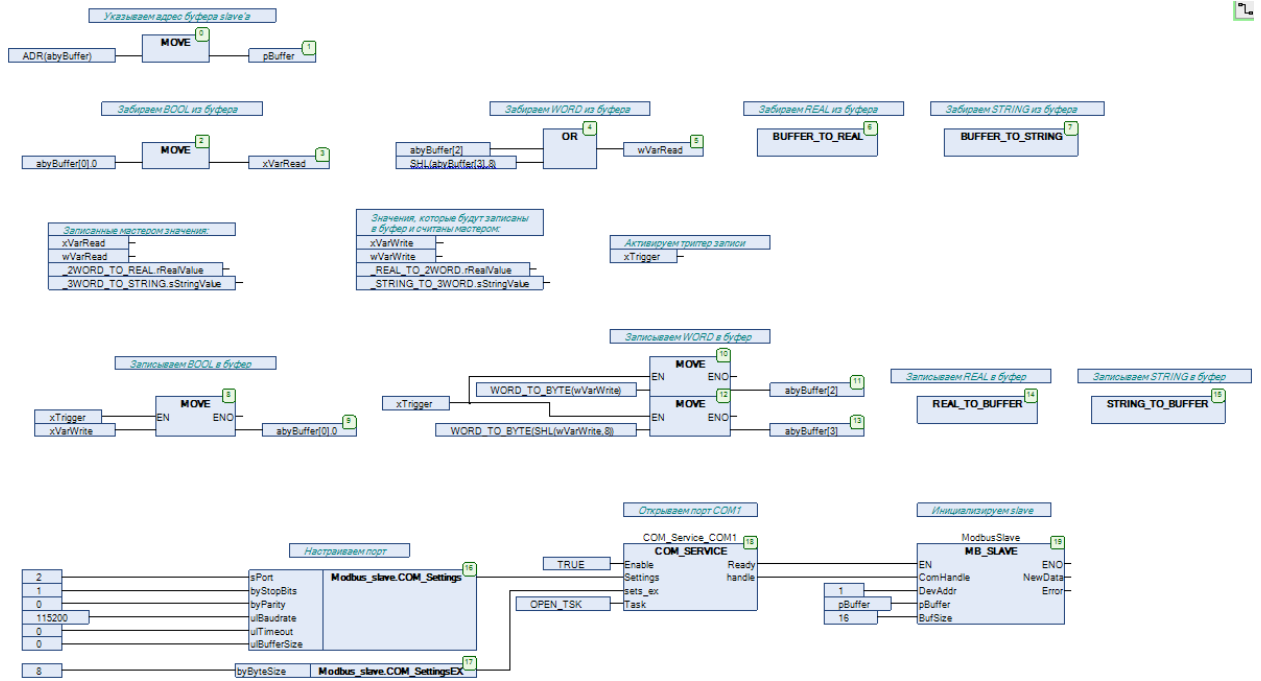 Указываем адрес буфера slave'а
0
MOVE
1
ADR(abyBuffer)
pBuffer
Забираем BOOL из буфера
Забираем WORD из буфера
Забираем REAL из буфера
Забираем STRING из буфера
2
MOVE
3
abyBuffer[0].0
xVarRead
4
OR
5
abyBuffer[2]
SHL(abyBuffer[3],8)
wVarRead
6
BUFFER_TO_REAL
7
BUFFER_TO_STRING
Записанные мастером значения:
xVarRead
wVarRead
_2WORD_TO_REAL.rRealValue
_3WORD_TO_STRING.sStringValue
Значения, которые будут записаны
в буфер и считаны мастером:
xVarWrite
wVarWrite
_REAL_TO_2WORD.rRealValue
_STRING_TO_3WORD.sStringValue
Активируем триггер записи
xTrigger
Записываем BOOL в буфер
8
MOVE
xTrigger
EN
ENO
9
xVarWrite
abyBuffer[0].0
Записываем WORD в буфер
10
MOVE
EN
ENO
11
WORD_TO_BYTE(wVarWrite)
abyBuffer[2]
xTrigger
12
MOVE
EN
ENO
13
WORD_TO_BYTE(SHL(wVarWrite,8))
abyBuffer[3]
Записываем REAL в буфер
14
REAL_TO_BUFFER
Записываем STRING в буфер
15
STRING_TO_BUFFER
Настраиваем порт
16
2
sPort
Modbus_slave.COM_Settings
1
byStopBits
0
byParity
115200
ulBaudrate
0
ulTimeout
0
ulBufferSize
17
8
byByteSize
Modbus_slave.COM_SettingsEX
Открываем порт COM1
COM_Service_COM1
18
COM_SERVICE
TRUE
Enable
Ready
Settings
handle
sets_ex
OPEN_TSK
Task
Инициализируем slave
ModbusSlave
19
MB_SLAVE
EN
ENO
ComHandle
NewData
1
DevAddr
Error
pBuffer
pBuffer
16
BufSize